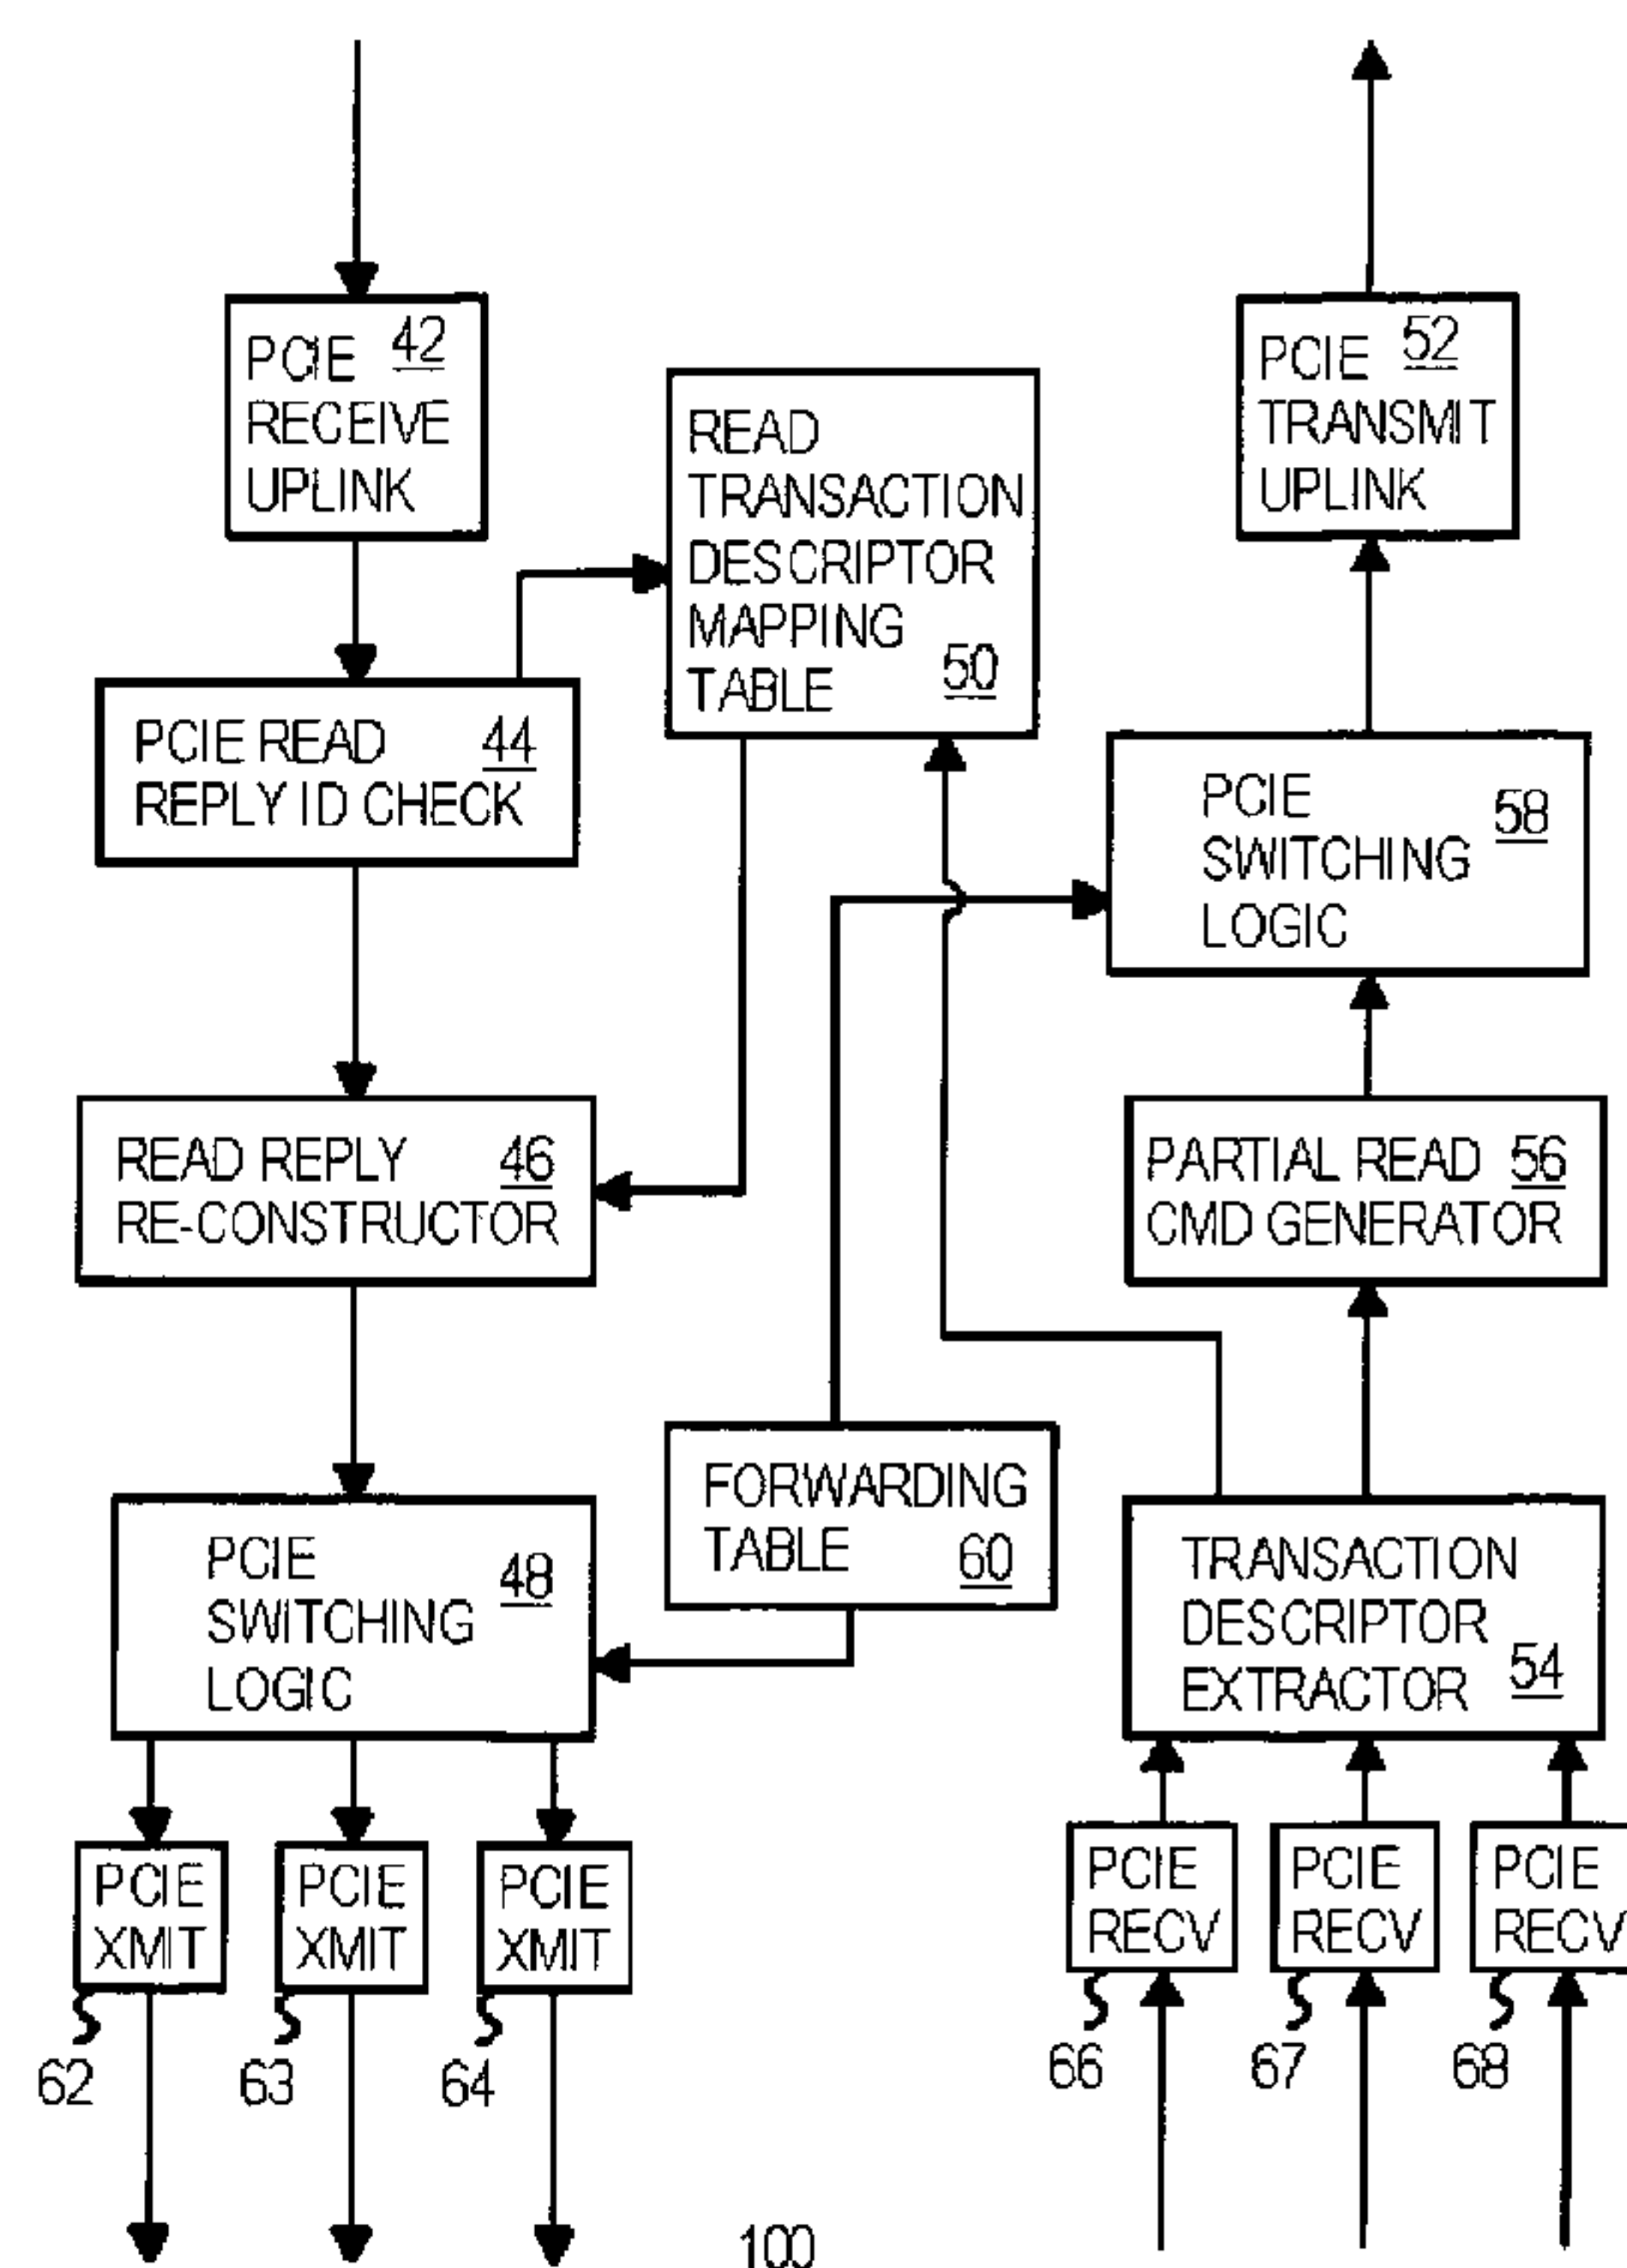 PCIE 42
RECEIVE
UPLINK
PCIE 52
TRANSMIT
UPLINK
READ
TRANSACTION
DESCRIPTOR
MAPPING
TABLE 50
PCIE READ 44
REPLY ID CHECK
PCIE
SWITCHING 58
LOGIC
READ REPLY 46
RE-CONSTRUCTOR
PARTIAL READ 56
CMD GENERATOR
FORWARDING
TABLE 60
PCIE
SWITCHING 48
LOGIC
TRANSACTION
DESCRIPTOR
EXTRACTOR 54
PCIE
XMIT
PCIE
XMIT
PCIE
XMIT
PCIE
RECV
PCIE
RECV
PCIE
RECV
62
63
64
66
67
68
100